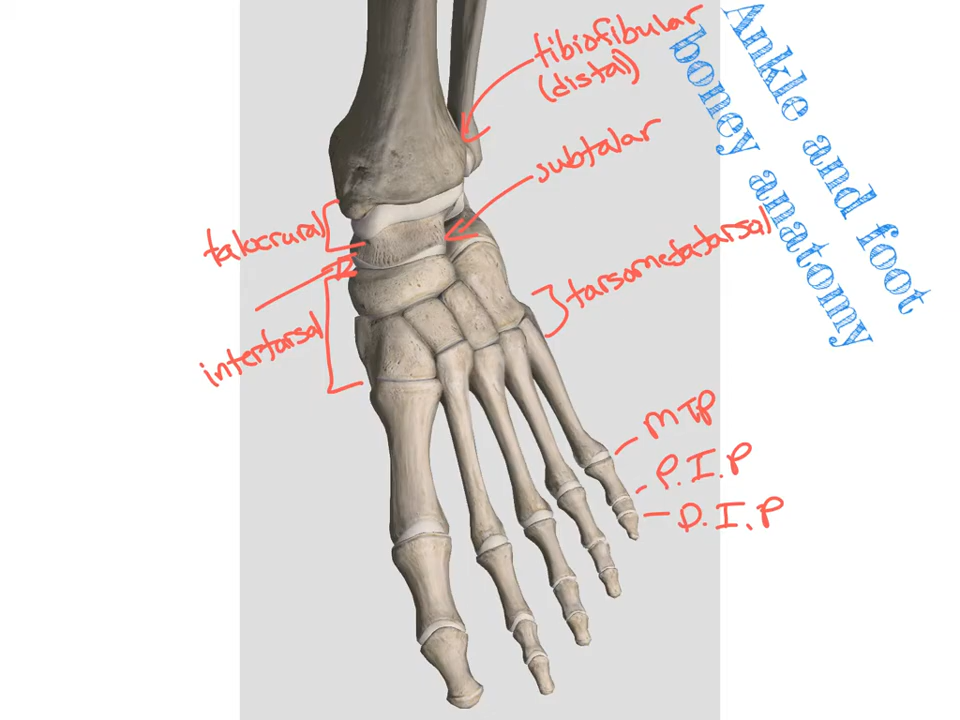 Ankle and foot
boney anatomy
tibiofibular
(distal)
subtalar
talocrural
tarsometatarsal
intertarsal
MTP
P.I.P
D.I.P